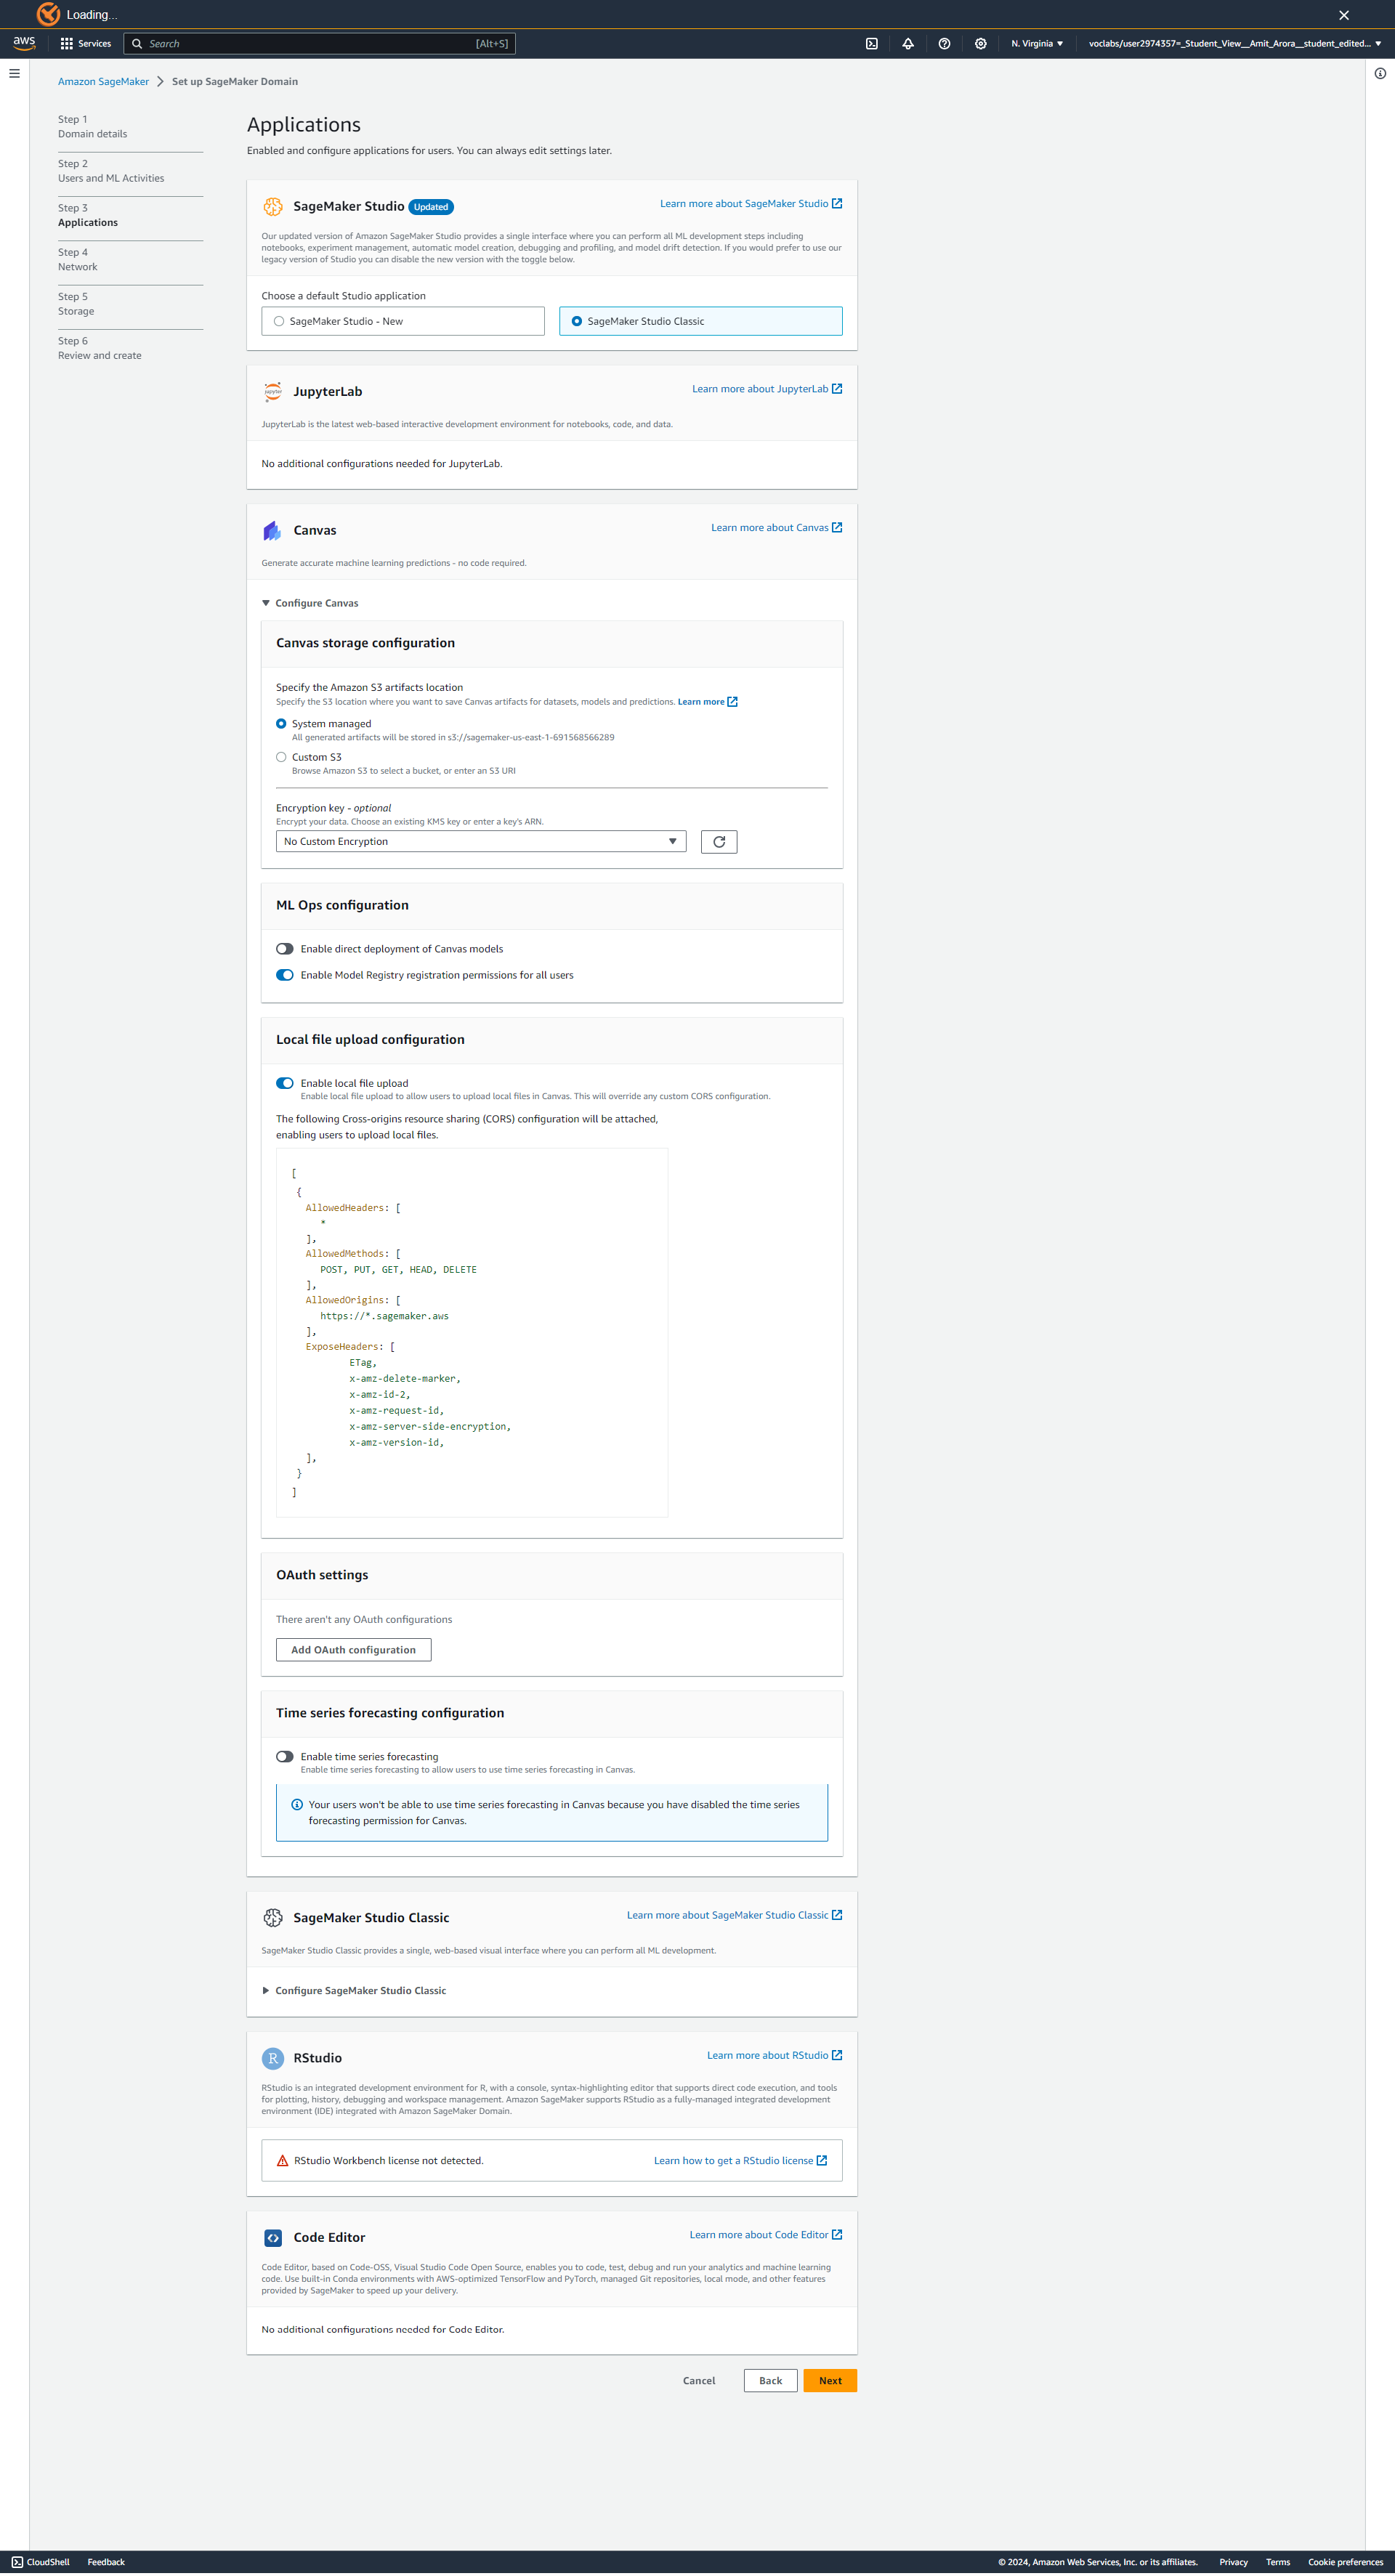 Loading...
aws Services Search [Alt+S] N. Virginia voclabs/user2974357=_Student_View__Amit_Arora__student_edited...
Amazon SageMaker Set up SageMaker Domain
Step 1
Domain details
Step 2
Users and ML Activities
Step 3
Applications
Step 4
Network
Step 5
Storage
Step 6
Review and create
Applications
Enabled and configure applications for users. You can always edit settings later.
SageMaker Studio Updated Learn more about SageMaker Studio
Our updated version of Amazon SageMaker Studio provides a single interface where you can perform all ML development steps including
notebooks, experiment management, automatic model creation, debugging and profiling, and model drift detection. If you would prefer to use our
legacy version of Studio you can disable the new version with the toggle below.
Choose a default Studio application
SageMaker Studio - New SageMaker Studio Classic
jupyter JupyterLab Learn more about JupyterLab
JupyterLab is the latest web-based interactive development environment for notebooks, code, and data.
No additional configurations needed for JupyterLab.
Canvas Learn more about Canvas
Generate accurate machine learning predictions - no code required.
Configure Canvas
Canvas storage configuration
Specify the Amazon S3 artifacts location
Specify the S3 location where you want to save Canvas artifacts for datasets, models and predictions. Learn more
System managed
All generated artifacts will be stored in s3://sagemaker-us-east-1-691568566289
Custom S3
Browse Amazon S3 to select a bucket, or enter an S3 URI
Encryption key - optional
Encrypt your data. Choose an existing KMS key or enter a key's ARN.
No Custom Encryption
ML Ops configuration
Enable direct deployment of Canvas models
Enable Model Registry registration permissions for all users
Local file upload configuration
Enable local file upload
Enable local file upload to allow users to upload local files in Canvas. This will override any custom CORS configuration.
The following Cross-origins resource sharing (CORS) configuration will be attached,
enabling users to upload local files.
[
{
AllowedHeaders: [
*
],
AllowedMethods: [
POST, PUT, GET, HEAD, DELETE
],
AllowedOrigins: [
https://*.sagemaker.aws
],
ExposeHeaders: [
ETag,
x-amz-delete-marker,
x-amz-id-2,
x-amz-request-id,
x-amz-server-side-encryption,
x-amz-version-id,
],
}
]
OAuth settings
There aren't any OAuth configurations
Add OAuth configuration
Time series forecasting configuration
Enable time series forecasting
Enable time series forecasting to allow users to use time series forecasting in Canvas.
Your users won't be able to use time series forecasting in Canvas because you have disabled the time series
forecasting permission for Canvas.
SageMaker Studio Classic Learn more about SageMaker Studio Classic
SageMaker Studio Classic provides a single, web-based visual interface where you can perform all ML development.
Configure SageMaker Studio Classic
R RStudio Learn more about RStudio
RStudio is an integrated development environment for R, with a console, syntax-highlighting editor that supports direct code execution, and tools
for plotting, history, debugging and workspace management. Amazon SageMaker supports RStudio as a fully-managed integrated development
environment (IDE) integrated with Amazon SageMaker Domain.
RStudio Workbench license not detected. Learn how to get a RStudio license
Code Editor Learn more about Code Editor
Code Editor, based on Code-OSS, Visual Studio Code Open Source, enables you to code, test, debug and run your analytics and machine learning
code. Use built-in Conda environments with AWS-optimized TensorFlow and PyTorch, managed Git repositories, local mode, and other features
provided by SageMaker to speed up your delivery.
No additional configurations needed for Code Editor.
Cancel Back Next
CloudShell Feedback © 2024, Amazon Web Services, Inc. or its affiliates. Privacy Terms Cookie preferences